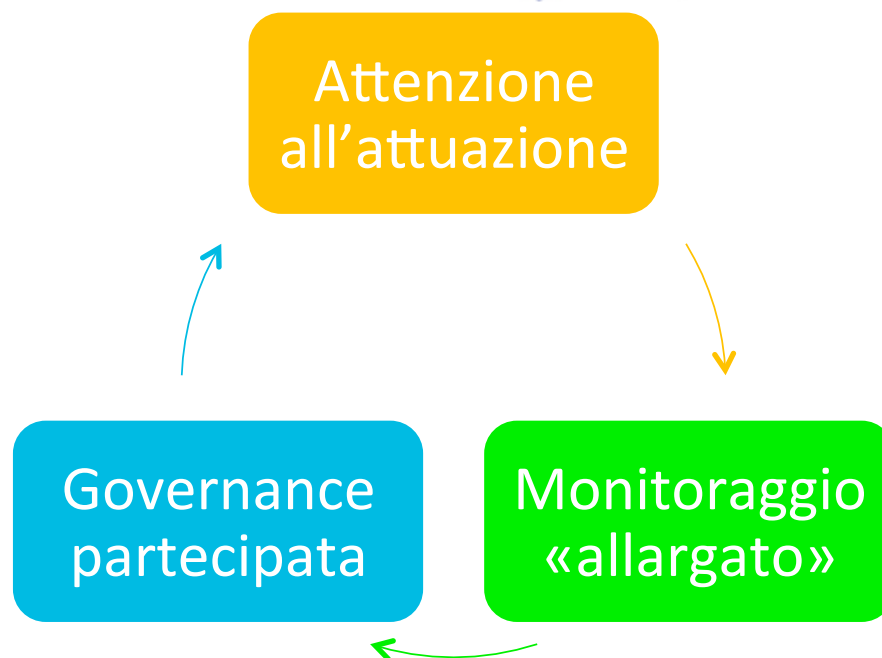 Attenzione
all’attuazione
Governance
partecipata
Monitoraggio
«allargato»